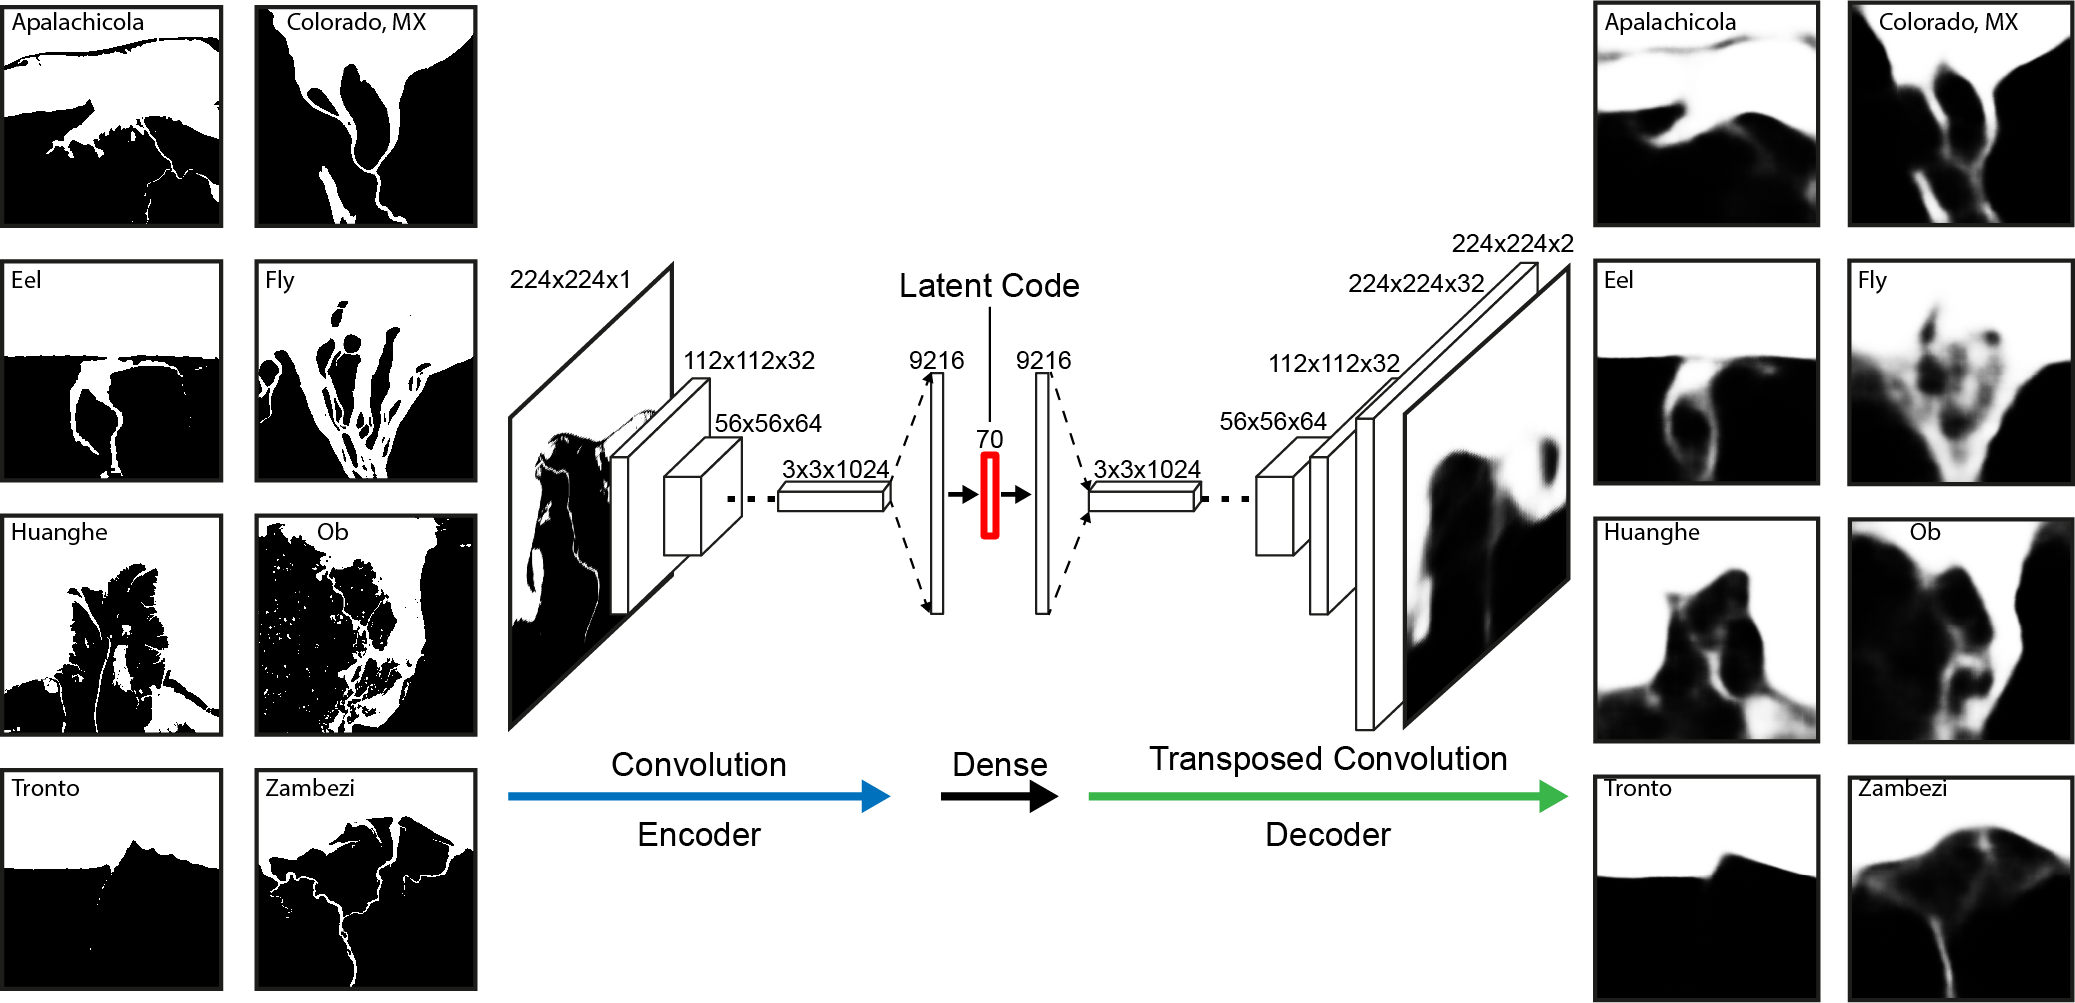 Apalachicola
Colorado, MX
Eel
Fly
Huanghe
Ob
Tronto
Zambezi
224x224x1
112x112x32
56x56x64
3x3x1024
9216
Latent Code
70
9216
3x3x1024
56x56x64
112x112x32
224x224x32
224x224x2
Convolution
Encoder
Dense
Transposed Convolution
Decoder
Apalachicola
Colorado, MX
Eel
Fly
Huanghe
Ob
Tronto
Zambezi